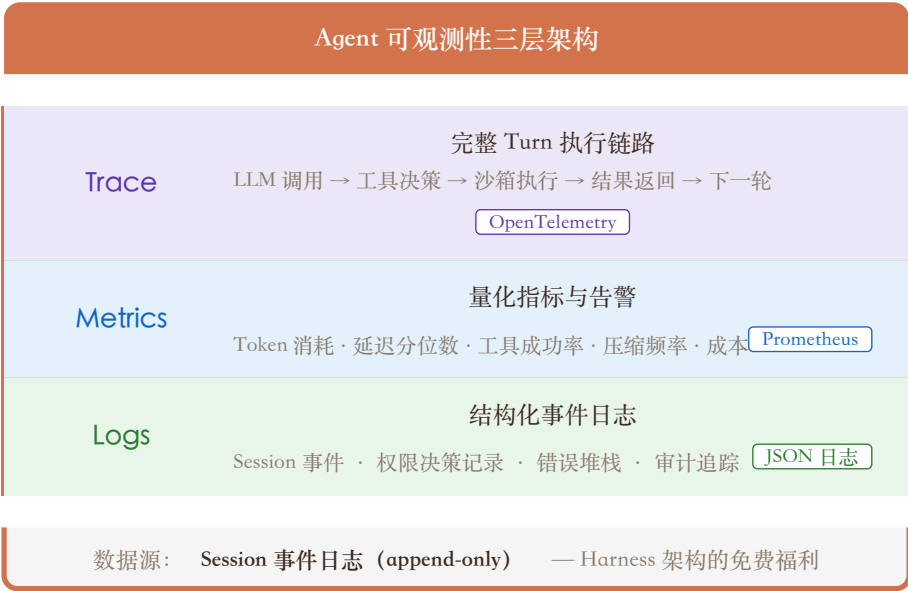 Agent 可观测性三层架构
Trace
完整 Turn 执行链路
LLM 调用 → 工具决策 → 沙箱执行 → 结果返回 → 下一轮
OpenTelemetry
Metrics
量化指标与告警
Token 消耗 · 延迟分位数 · 工具成功率 · 压缩频率 · 成本 Prometheus
Logs
结构化事件日志
Session 事件 · 权限决策记录 · 错误堆栈 · 审计追踪 JSON 日志
数据源: Session 事件日志（append-only） — Harness 架构的免费福利